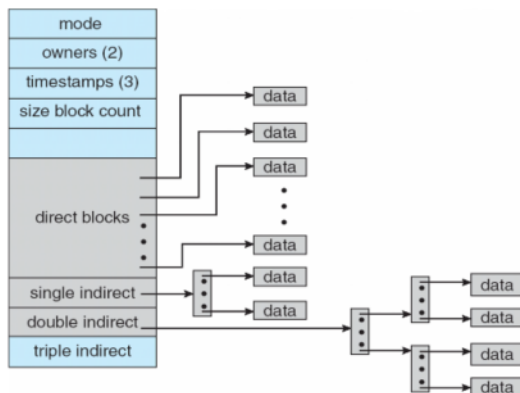 mode
owners (2)
timestamps (3)
size block count
direct blocks
single indirect
double indirect
triple indirect
data
data
data
data
data
data
data
data
data
data